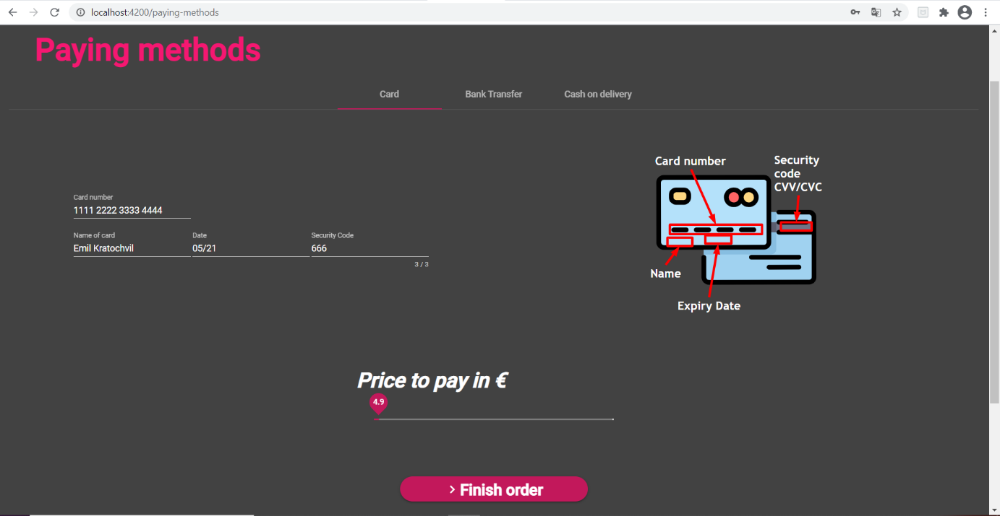 localhost:4200/paying-methods
Paying methods
Card
Bank Transfer
Cash on delivery
Card number
1111 2222 3333 4444
Name of card
Date
Security Code
Emil Kratochvil
05/21
666
3 / 3
Card number
Security
code
CVV/CVC
Name
Expiry Date
Price to pay in €
4.9
Finish order